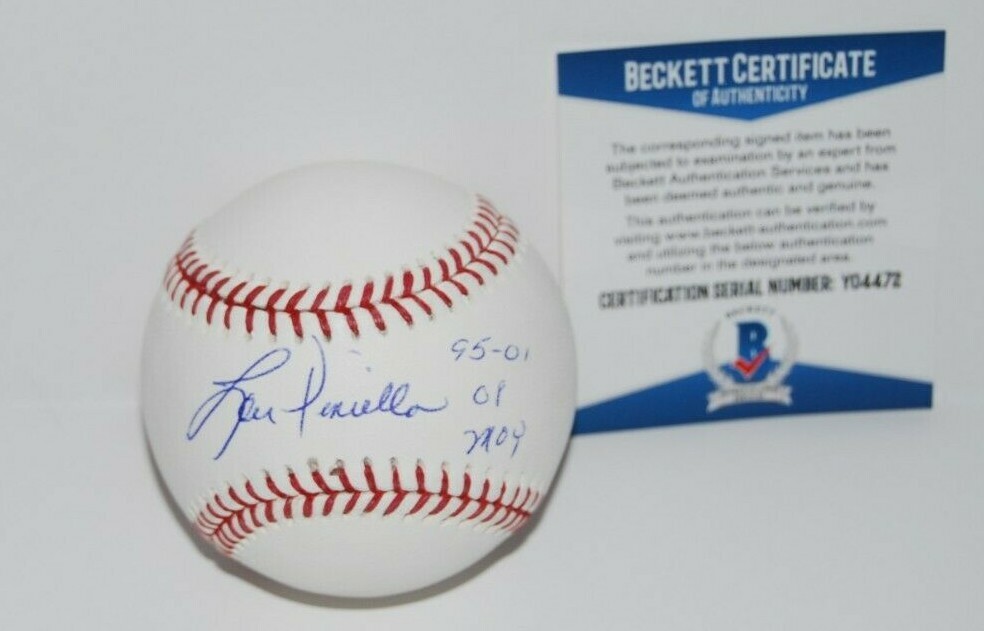 Lou Piniella
95-01
01
MOY
BECKETT CERTIFICATE
OF AUTHENTICITY
The corresponding signed item has been
subjected to examination by an expert from
Beckett Authentication Services and has
been deemed authentic and genuine.
This authentication can be verified by
visiting www.beckett-authentication.com
and utilizing the below authentication
number in the designated area.
CERTIFICATION SERIAL NUMBER: Y04472
BECKETT
B